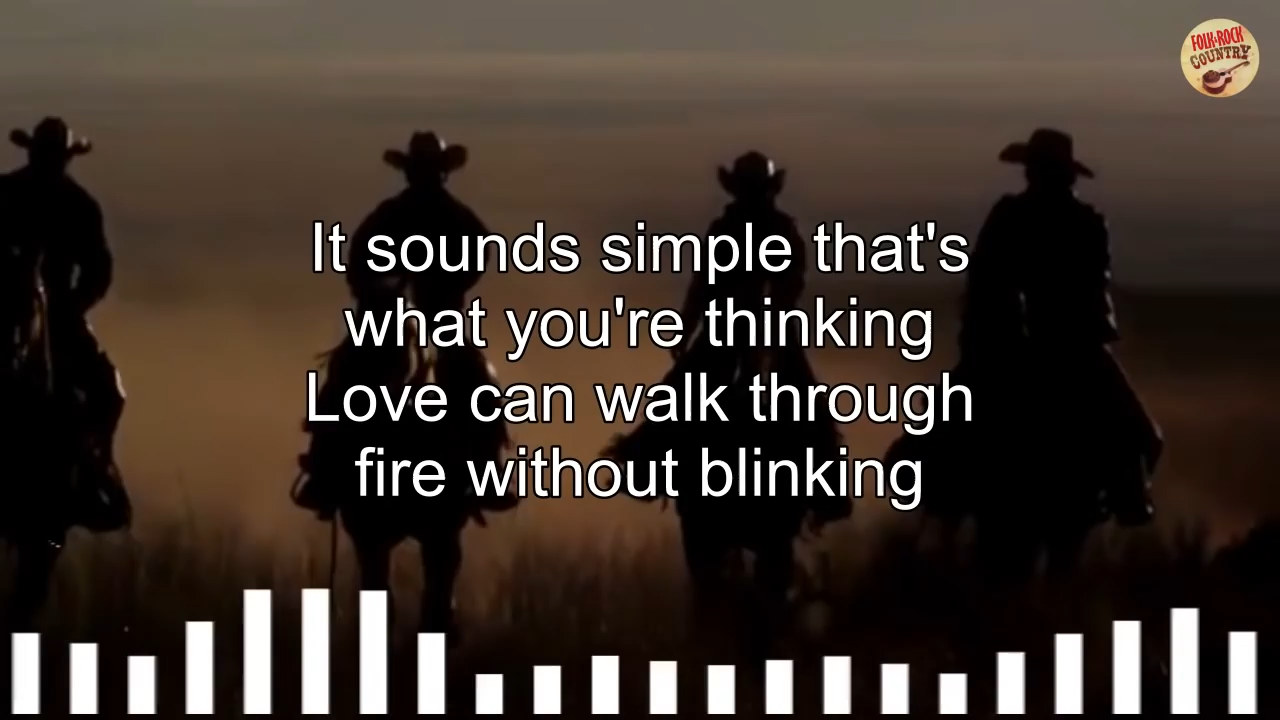 FOLK-ROCK
COUNTRY
It sounds simple that's
what you're thinking
Love can walk through
fire without blinking